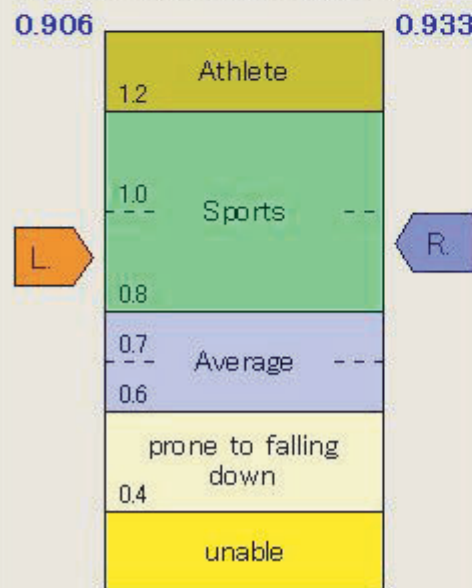 0.906 0.933
Athlete
1.2
1.0
Sports
L.
R.
0.8
0.7
Average
0.6
prone to falling
down
0.4
unable